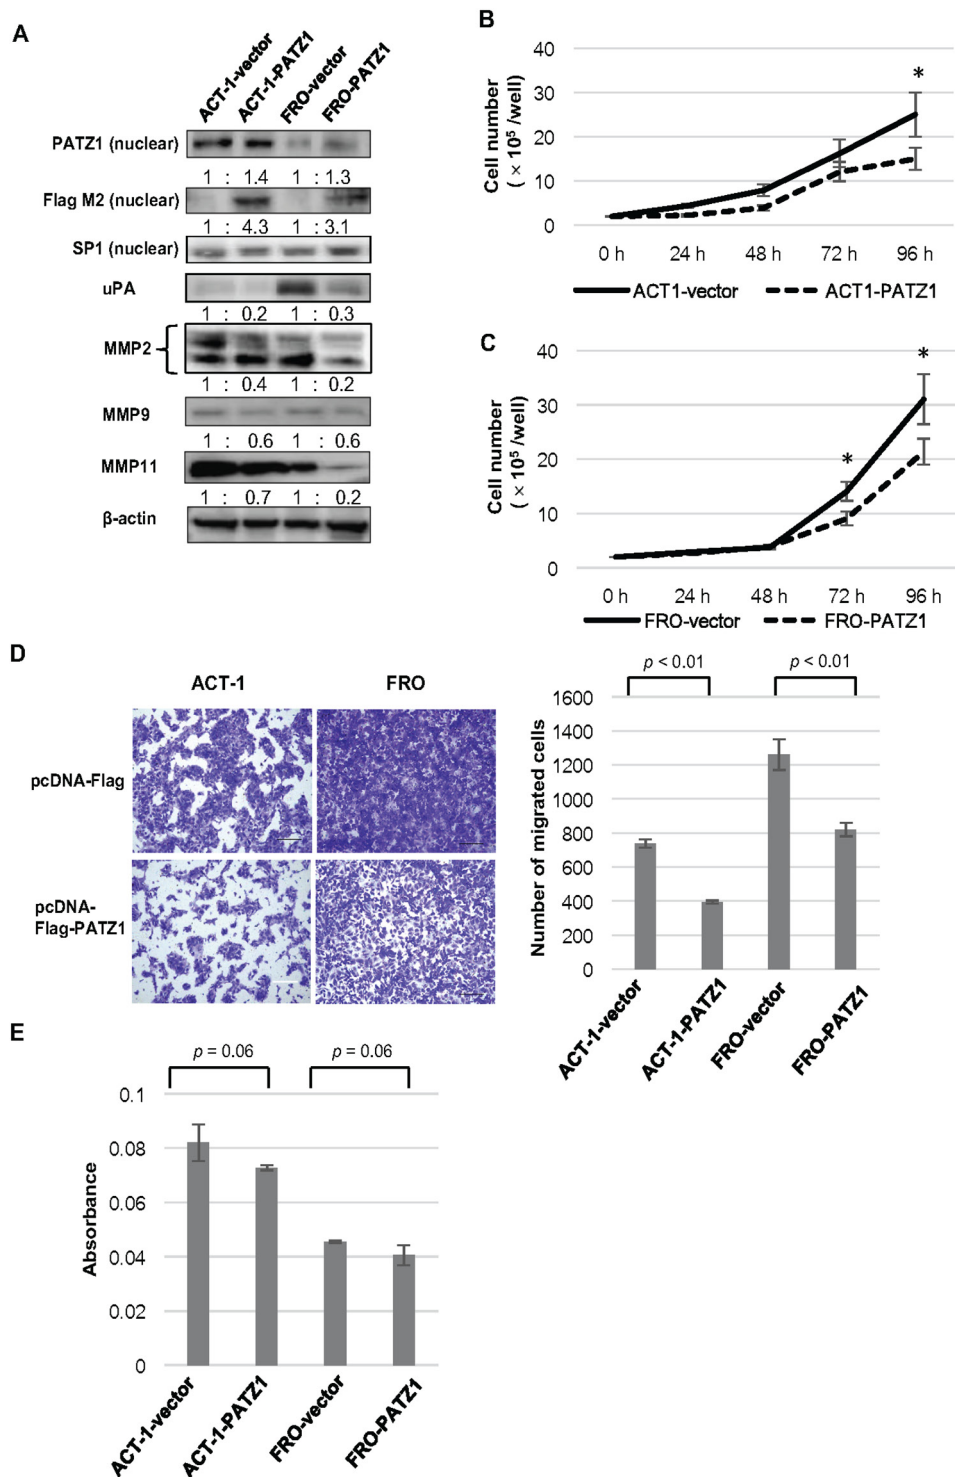 A
ACT-1-vector
ACT-1-PATZ1
FRO-vector
FRO-PATZ1
PATZ1 (nuclear)
1 : 1.4 1 : 1.3
Flag M2 (nuclear)
1 : 4.3 1 : 3.1
SP1 (nuclear)
uPA
1 : 0.2 1 : 0.3
MMP2
1 : 0.4 1 : 0.2
MMP9
1 : 0.6 1 : 0.6
MMP11
1 : 0.7 1 : 0.2
β-actin
B
Cell number
( × 10⁵ /well)
40
30
20
10
0
*
0 h 24 h 48 h 72 h 96 h
ACT1-vector ACT1-PATZ1
C
Cell number
( × 10⁵ /well)
40
30
20
10
0
*
*
0 h 24 h 48 h 72 h 96 h
FRO-vector FRO-PATZ1
D
ACT-1 FRO
pcDNA-Flag
pcDNA-
Flag-PATZ1
p < 0.01 p < 0.01
Number of migrated cells
1600
1400
1200
1000
800
600
400
200
0
ACT-1-vector
ACT-1-PATZ1
FRO-vector
FRO-PATZ1
E
p = 0.06 p = 0.06
Absorbance
0.1
0.08
0.06
0.04
0.02
0
ACT-1-vector
ACT-1-PATZ1
FRO-vector
FRO-PATZ1